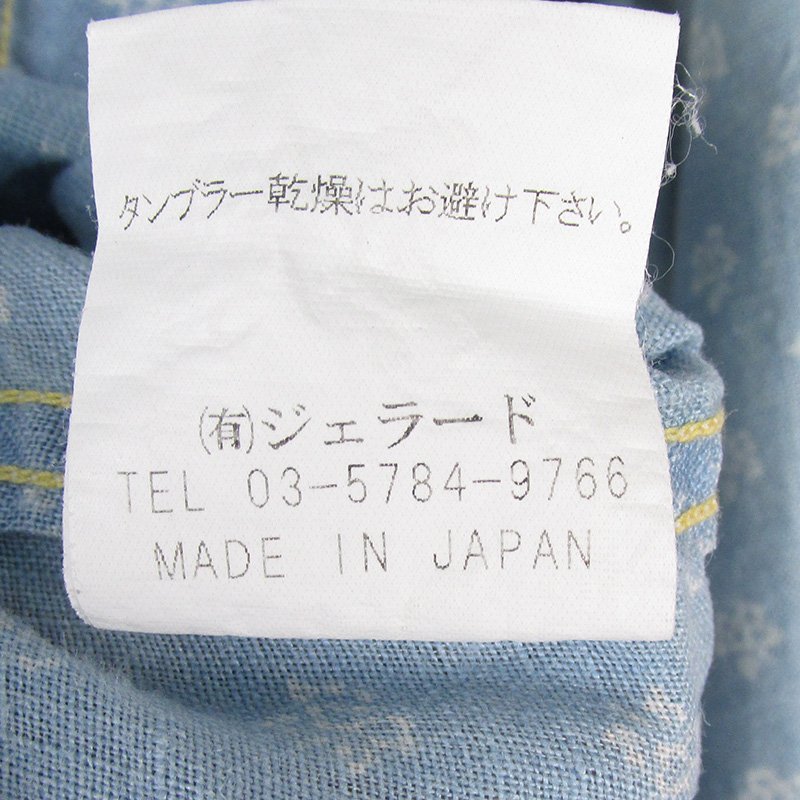 タンブラー乾燥はお避け下さい。
(有)ジェラード
TEL 03-5784-9766
MADE IN JAPAN